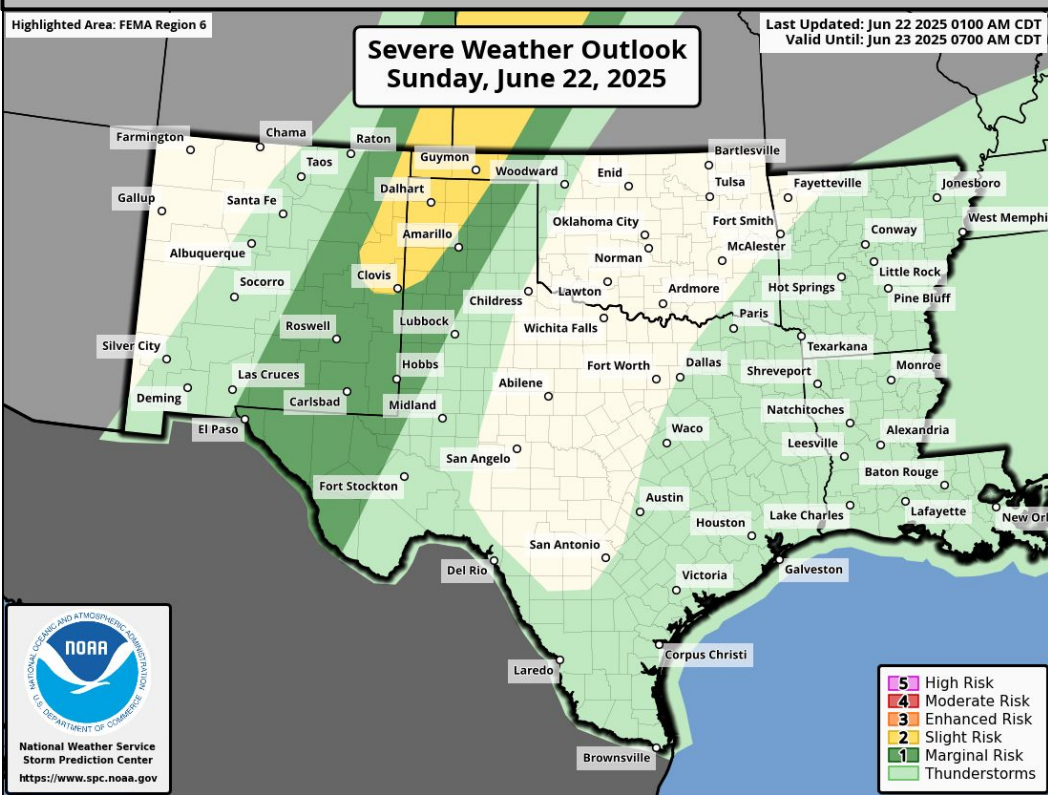 Highlighted Area: FEMA Region 6
Severe Weather Outlook
Sunday, June 22, 2025
Last Updated: Jun 22 2025 0100 AM CDT
Valid Until: Jun 23 2025 0700 AM CDT
Farmington
Chama
Raton
Taos
Guymon
Woodward
Enid
Bartlesville
Tulsa
Fayetteville
Jonesboro
Gallup
Santa Fe
Dalhart
Oklahoma City
Fort Smith
Conway
West Memphi
Albuquerque
Amarillo
Norman
McAlester
Little Rock
Socorro
Clovis
Childress
Lawton
Ardmore
Hot Springs
Pine Bluff
Roswell
Lubbock
Wichita Falls
Paris
Texarkana
Silver City
Las Cruces
Hobbs
Fort Worth
Dallas
Shreveport
Monroe
Deming
Carlsbad
Midland
Abilene
Natchitoches
El Paso
Waco
Alexandria
Leesville
San Angelo
Fort Stockton
Baton Rouge
Austin
Houston
Lake Charles
Lafayette
New Orl
San Antonio
Del Rio
Victoria
Galveston
Laredo
Corpus Christi
Brownsville
NATIONAL OCEANIC AND ATMOSPHERIC ADMINISTRATION
NOAA
U.S. DEPARTMENT OF COMMERCE
National Weather Service
Storm Prediction Center
https://www.spc.noaa.gov
5 High Risk
4 Moderate Risk
3 Enhanced Risk
2 Slight Risk
1 Marginal Risk
Thunderstorms